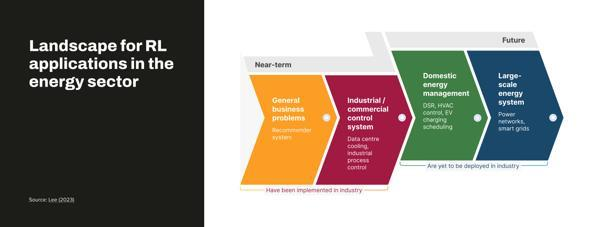 Landscape for RL
applications in the
energy sector
Source: Lee (2023)
Near-term
Future
General
business
problems
Recommender
system
Industrial /
commercial
control
system
Data centre
cooling,
industrial
process
control
Domestic
energy
management
DSR, HVAC
control, EV
charging
scheduling
Large-
scale
energy
system
Power
networks,
smart grids
Have been implemented in industry
Are yet to be deployed in industry